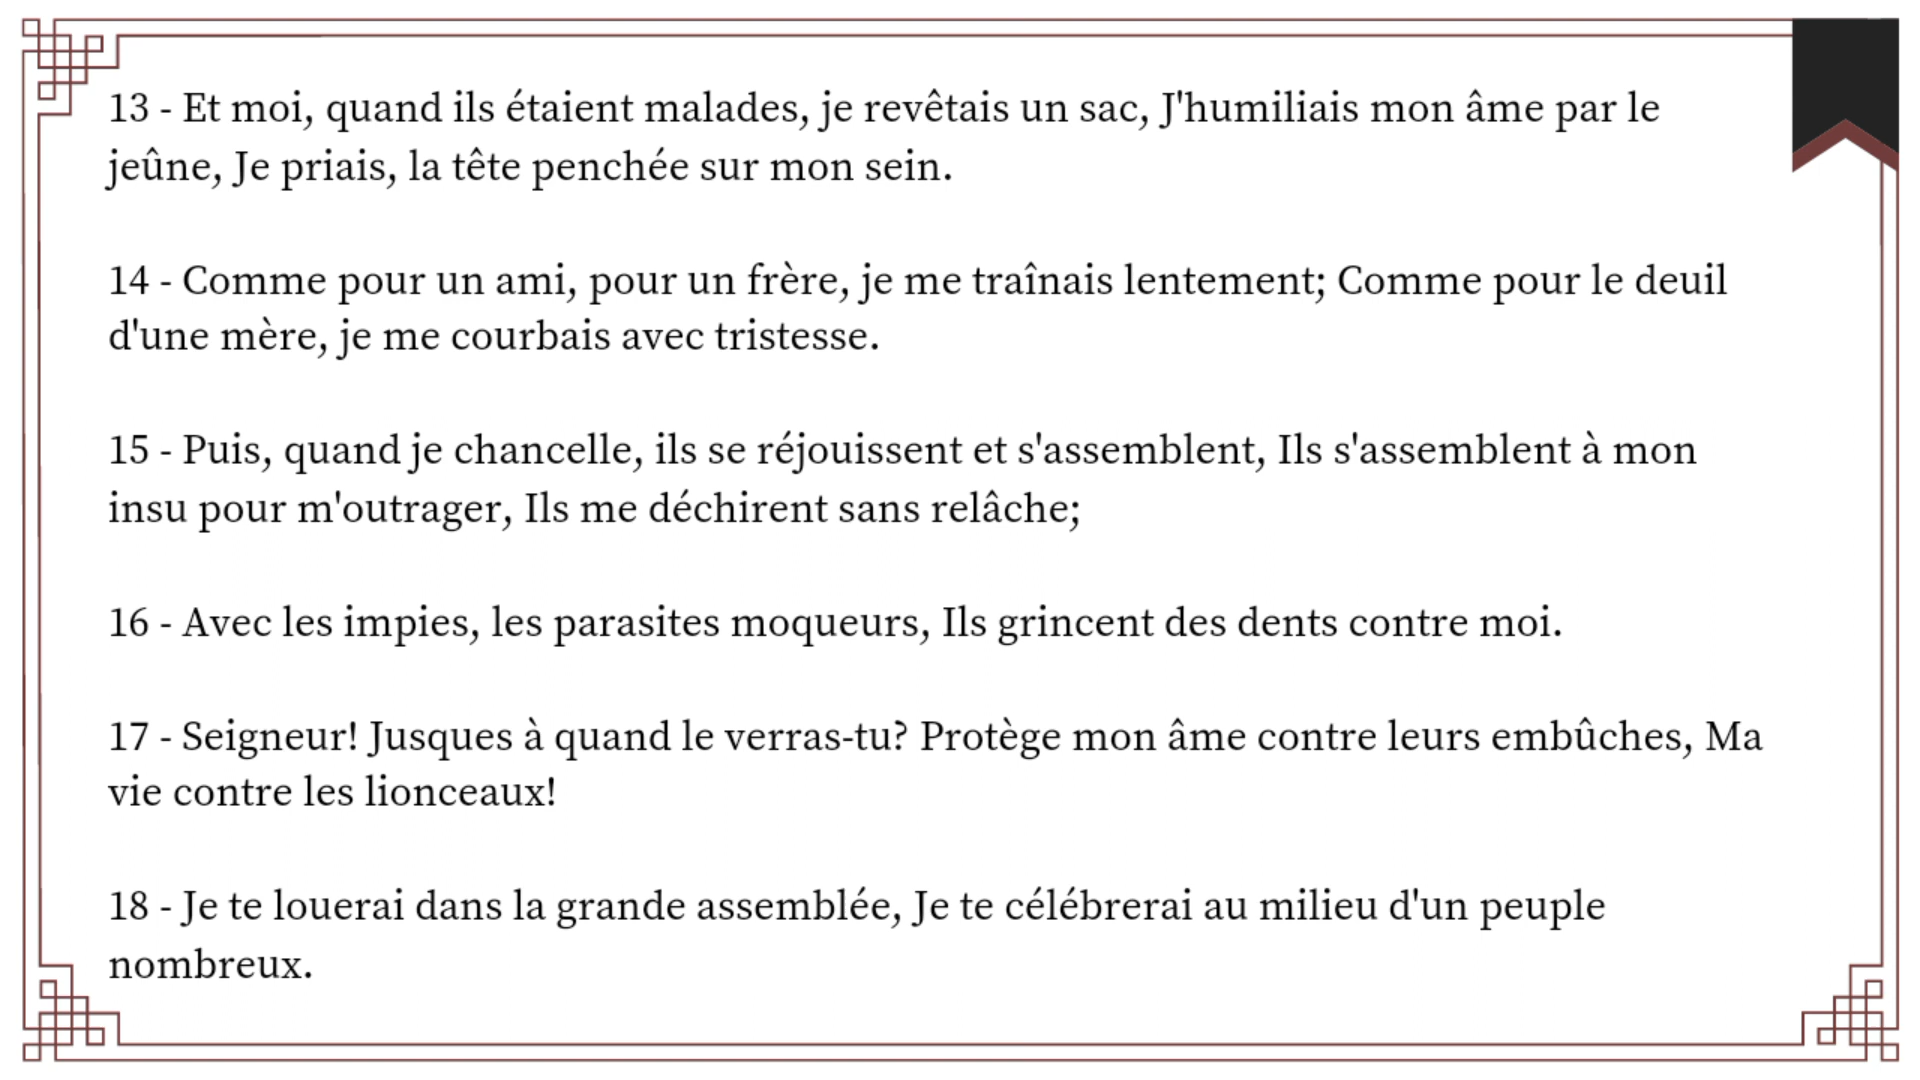 13 - Et moi, quand ils étaient malades, je revêtais un sac, J'humiliais mon âme par le
jeûne, Je priais, la tête penchée sur mon sein.
14 - Comme pour un ami, pour un frère, je me traînais lentement; Comme pour le deuil
d'une mère, je me courbais avec tristesse.
15 - Puis, quand je chancelle, ils se réjouissent et s'assemblent, Ils s'assemblent à mon
insu pour m'outrager, Ils me déchirent sans relâche;
16 - Avec les impies, les parasites moqueurs, Ils grincent des dents contre moi.
17 - Seigneur! Jusques à quand le verras-tu? Protège mon âme contre leurs embûches, Ma
vie contre les lionceaux!
18 - Je te louerai dans la grande assemblée, Je te célébrerai au milieu d'un peuple
nombreux.